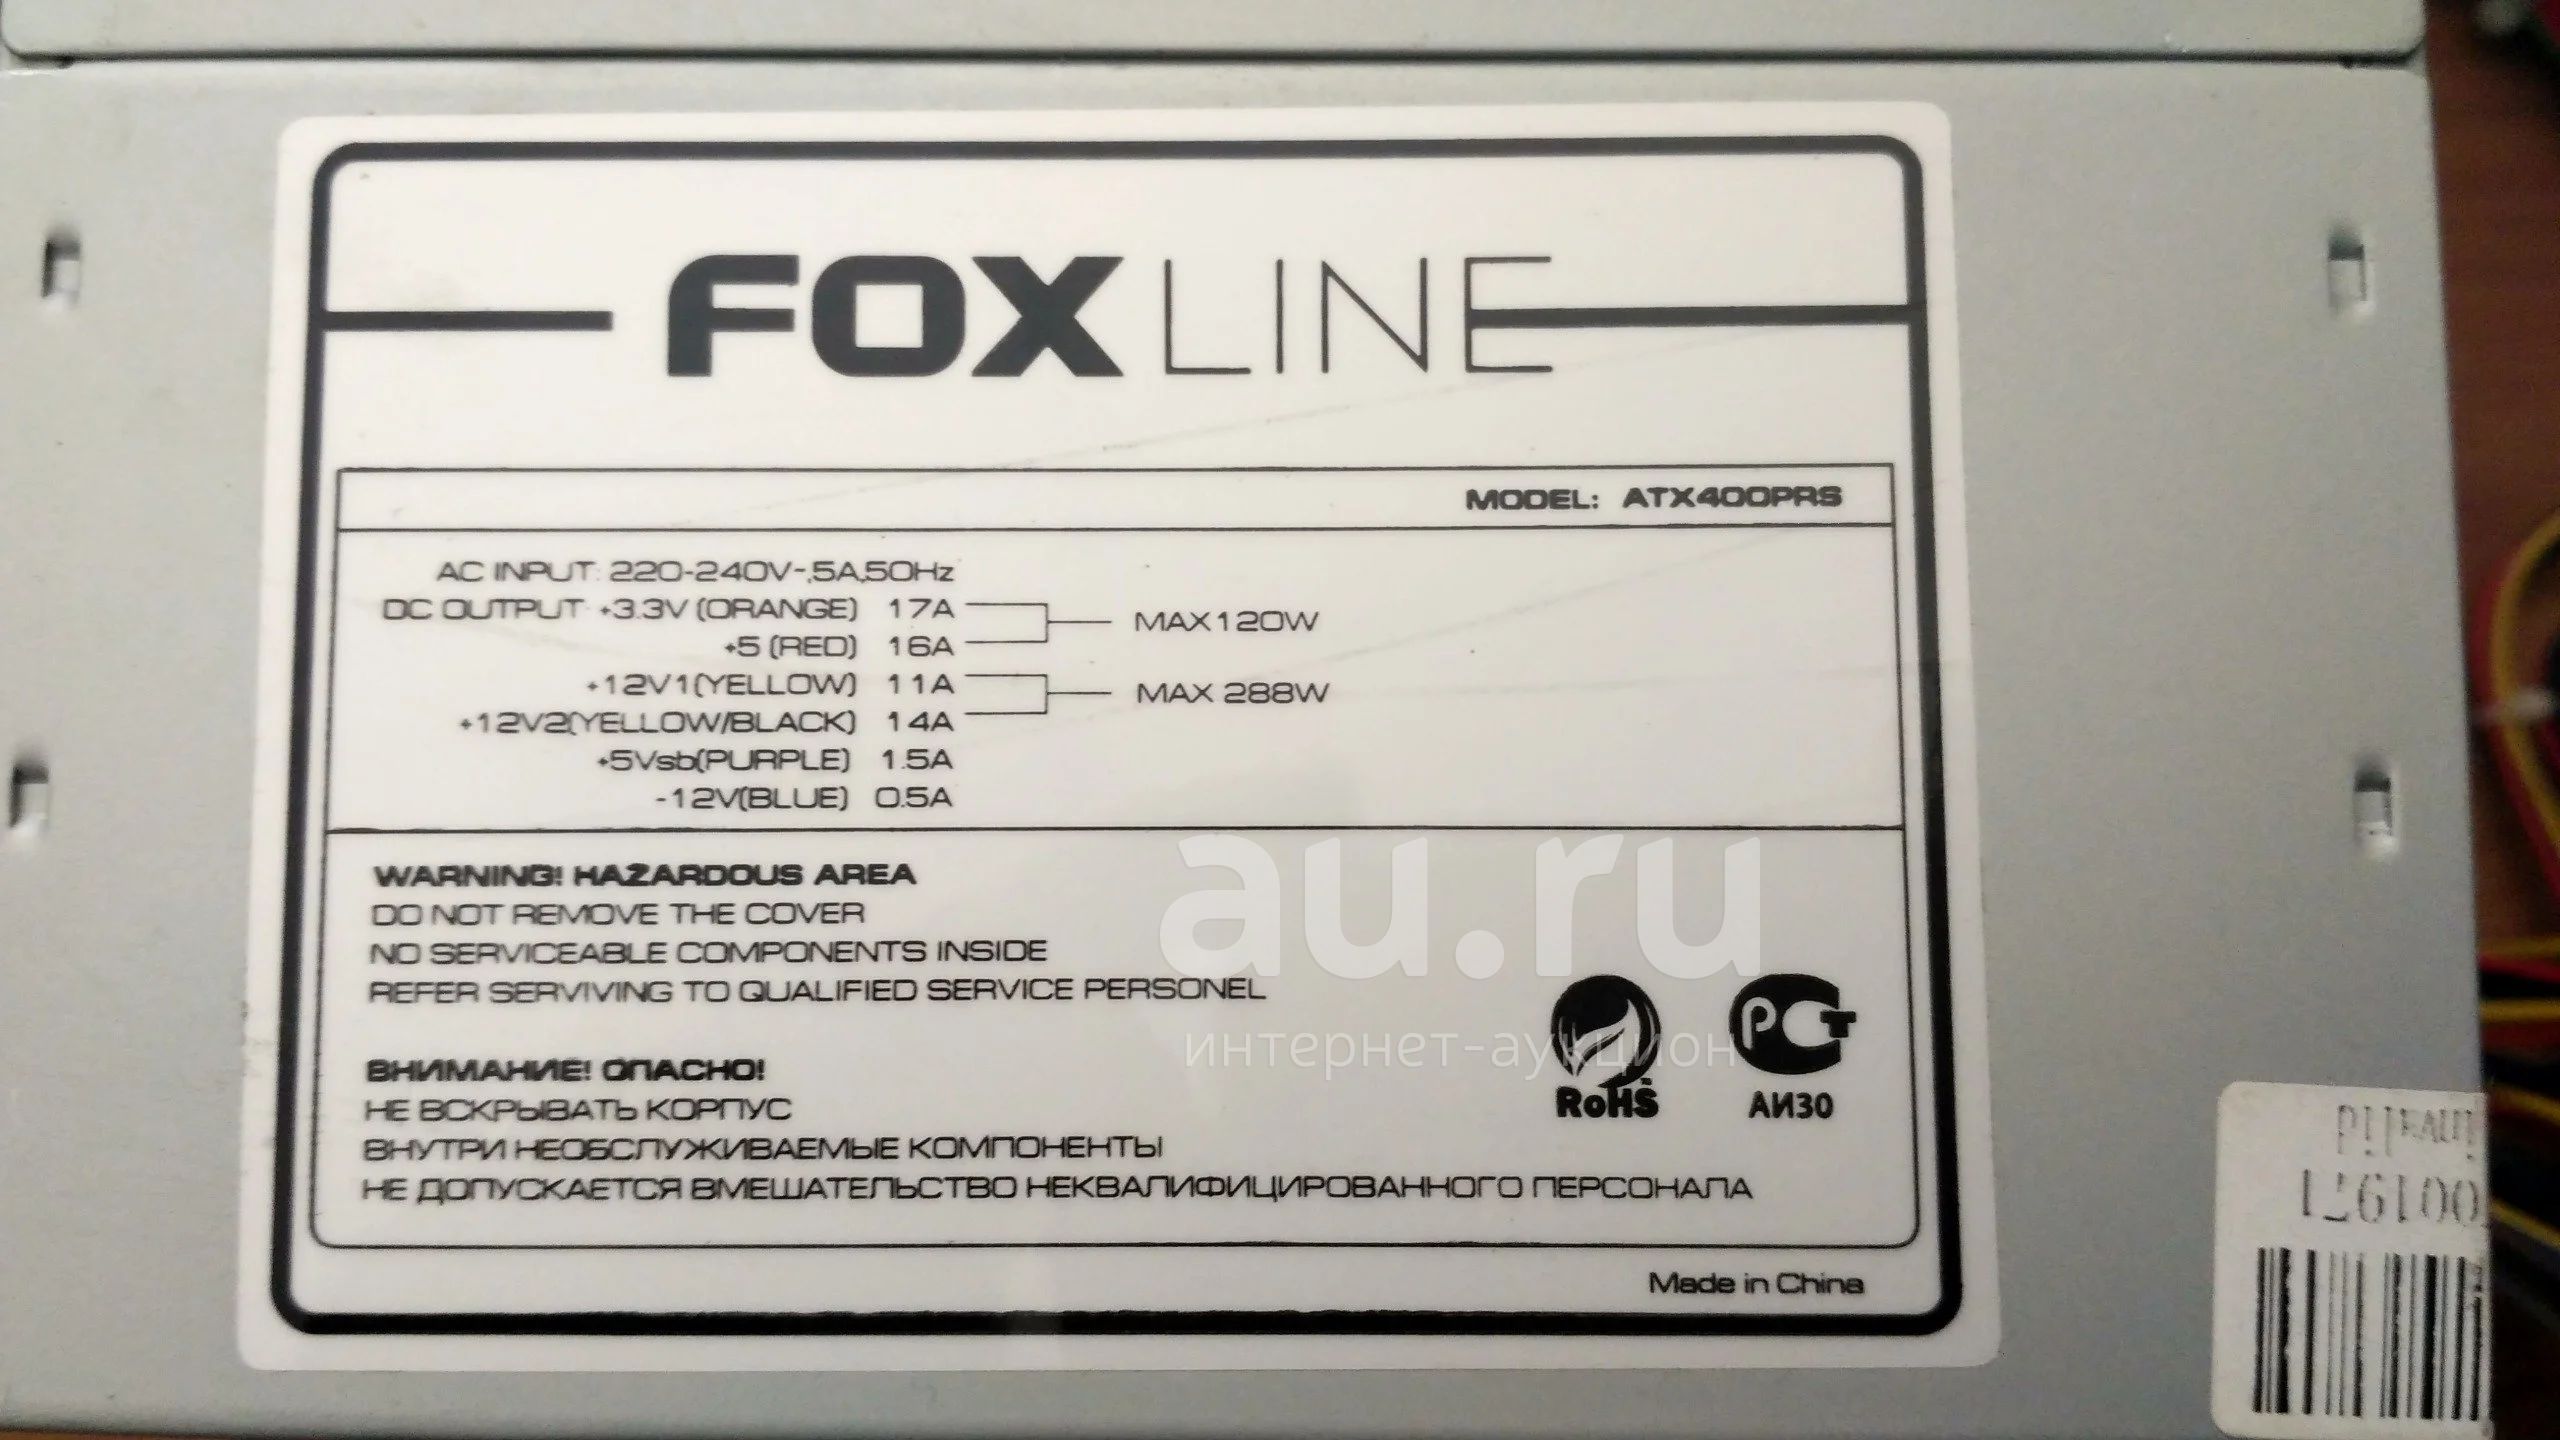 FOXLINE
MODEL: ATX400PRS
AC INPUT: 220-240V~,5A,50Hz
DC OUTPUT +3.3V (ORANGE) 17A
MAX120W
+5 (RED) 16A
+12V1(YELLOW) 11A
MAX 288W
+12V2(YELLOW/BLACK) 14A
+5Vsb(PURPLE) 1.5A
-12V(BLUE) 0.5A
WARNING! HAZARDOUS AREA
DO NOT REMOVE THE COVER
NO SERVICEABLE COMPONENTS INSIDE
REFER SERVIVING TO QUALIFIED SERVICE PERSONEL
au.ru
интернет-аукцион
ВНИМАНИЕ! ОПАСНО!
НЕ ВСКРЫВАТЬ КОРПУС
ВНУТРИ НЕОБСЛУЖИВАЕМЫЕ КОМПОНЕНТЫ
НЕ ДОПУСКАЕТСЯ ВМЕШАТЕЛЬСТВО НЕКВАЛИФИЦИРОВАННОГО ПЕРСОНАЛА
RoHS
РСТ
АИ30
Made in China